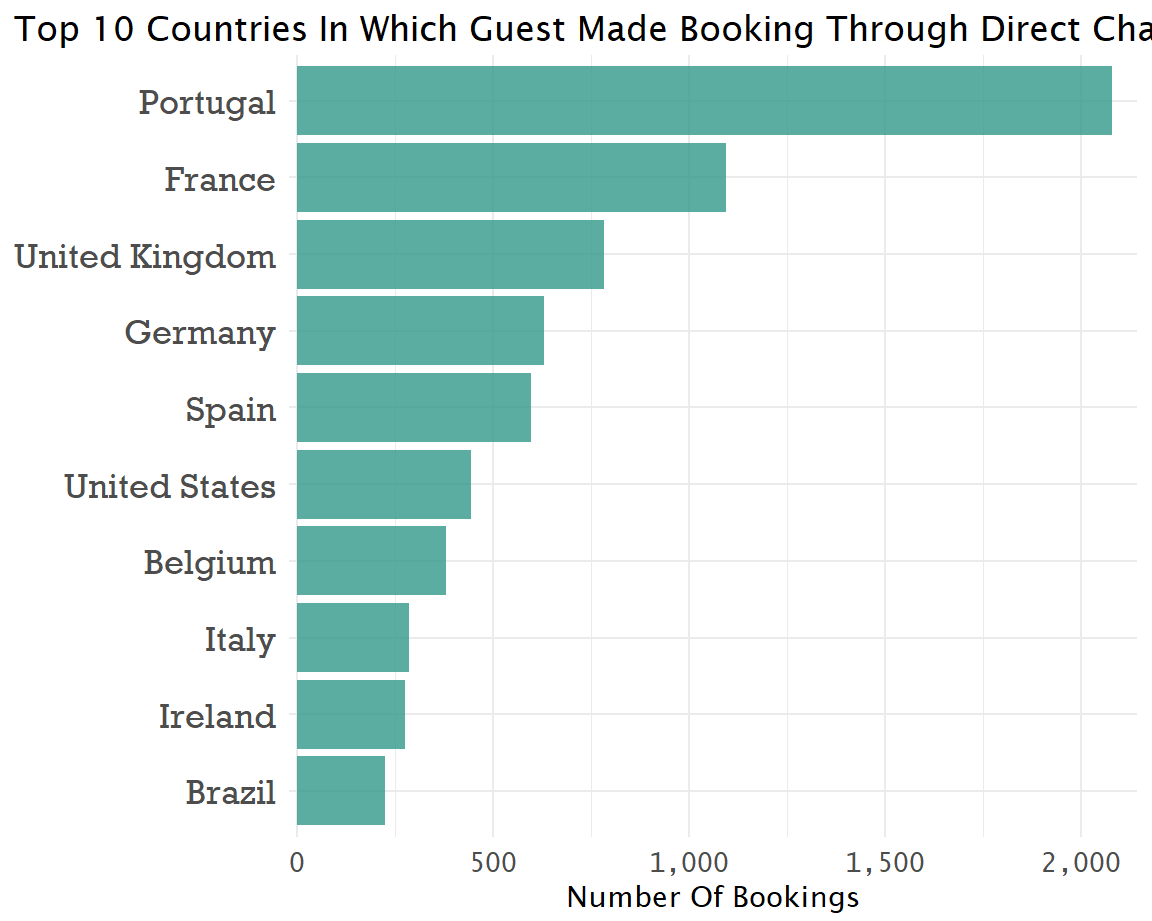 Top 10 Countries In Which Guest Made Booking Through Direct Cha
Portugal
France
United Kingdom
Germany
Spain
United States
Belgium
Italy
Ireland
Brazil
0 500 1,000 1,500 2,000
Number Of Bookings